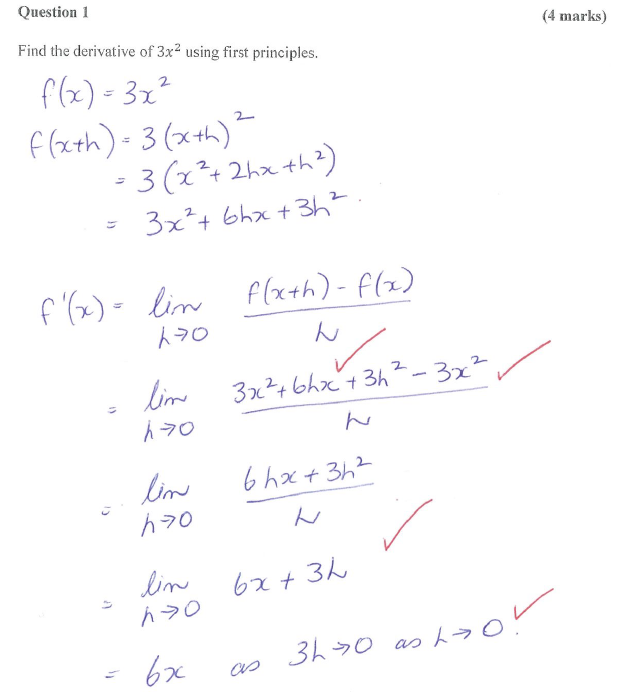 Question 1 (4 marks)
Find the derivative of 3x² using first principles.
f(x) = 3x²
f(x+h) = 3(x+h)²
= 3(x²+2hx+h²)
= 3x²+6hx+3h².
f'(x) = lim h→0 f(x+h)-f(x) / h
= lim h→0 3x²+6hx+3h²-3x² / h
= lim h→0 6hx+3h² / h
= lim h→0 6x+3h
= 6x as 3h→0 as h→0.